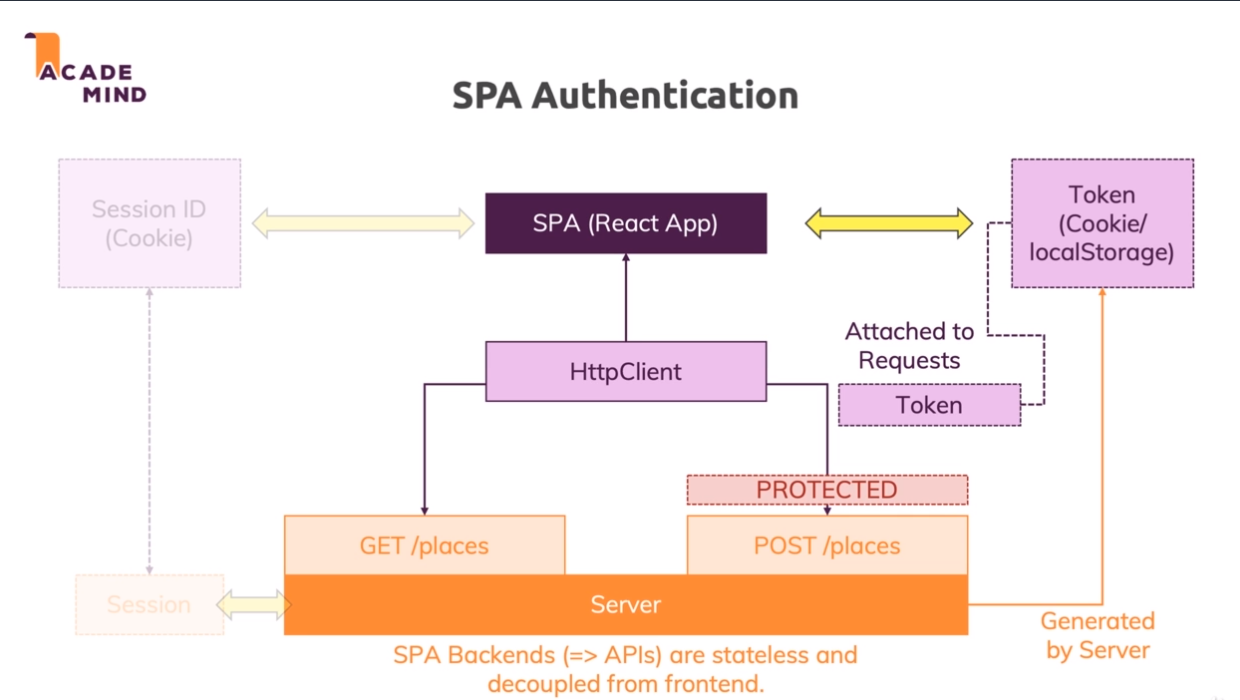 ACADE
MIND
SPA Authentication
Session ID
(Cookie)
SPA (React App)
Token
(Cookie/
localStorage)
Attached to
Requests
HttpClient
Token
PROTECTED
GET /places
POST /places
Session
Server
Generated
by Server
SPA Backends (=> APIs) are stateless and
decoupled from frontend.